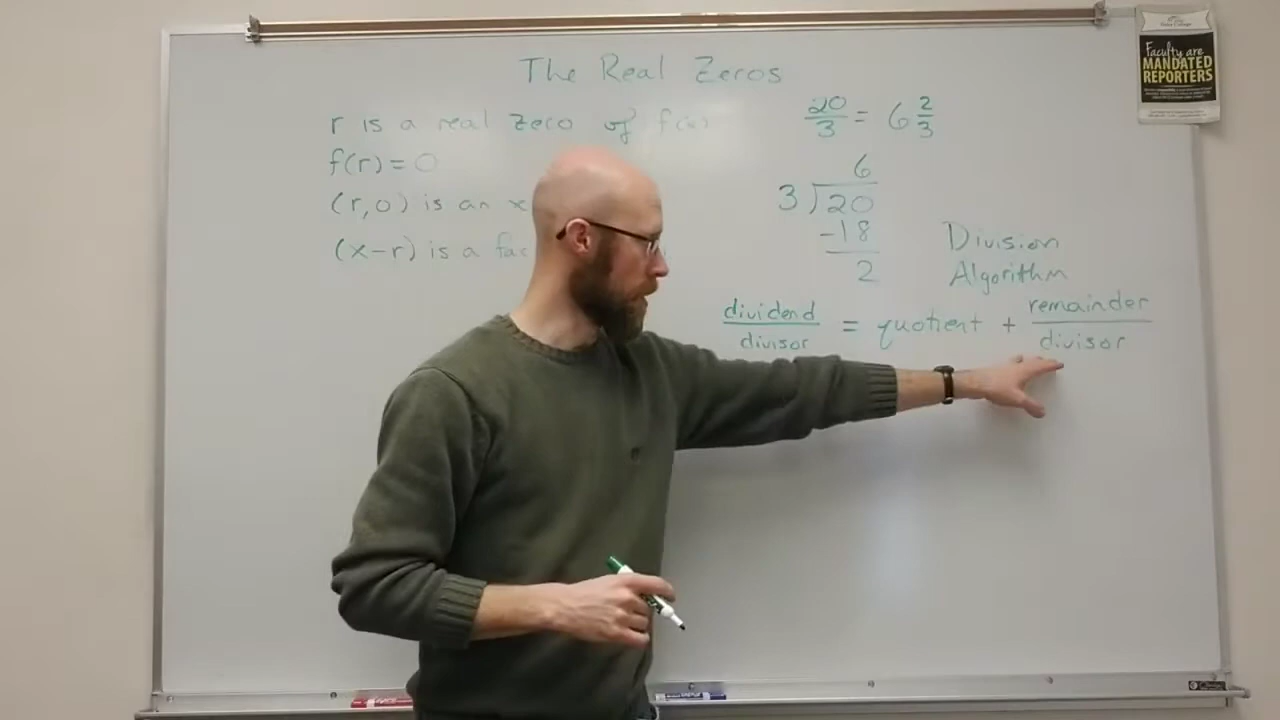 The Real Zeros
r is a real zero of f(x)
f(r) = 0
(r,0) is an x
(x-r) is a fac
20/3 = 6 2/3
6
3)20
-18
2
Division
Algorithm
dividend/divisor = quotient + remainder/divisor
Faculty are
MANDATED
REPORTERS